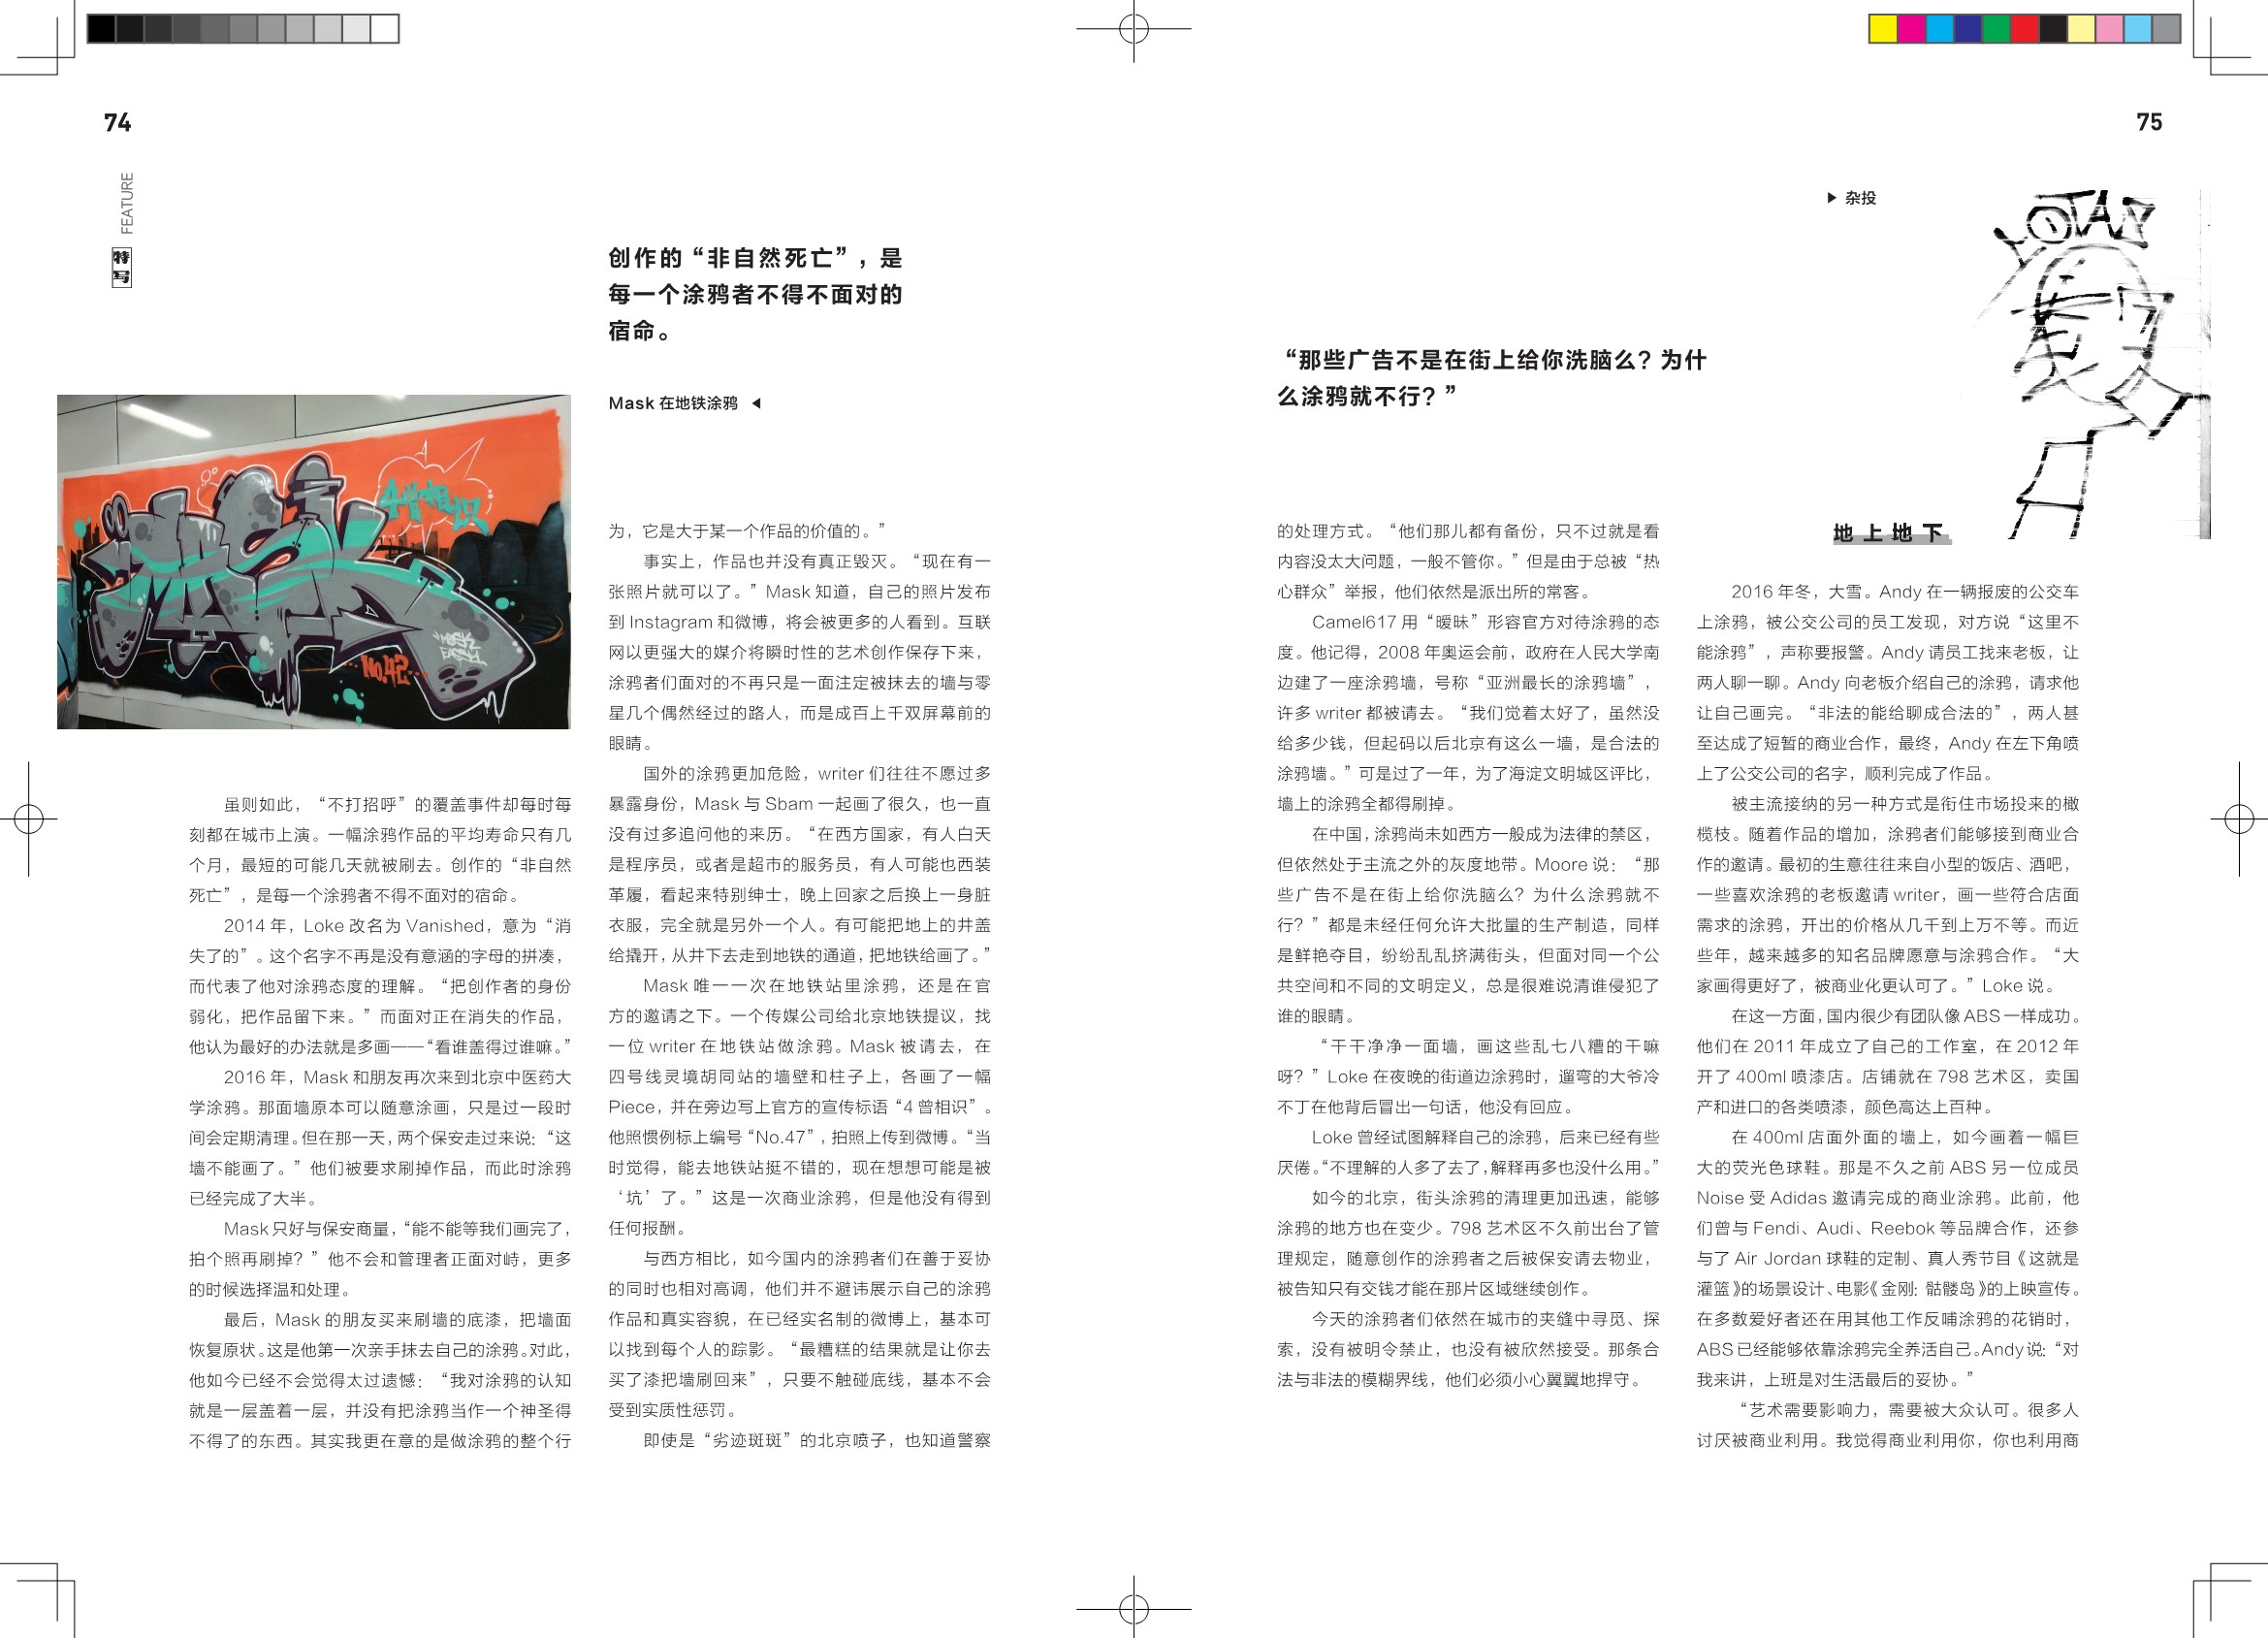 74
特写 FEATURE
创作的“非自然死亡”，是
每一个涂鸦者不得不面对的
宿命。
Mask 在地铁涂鸦
4曾相识
MASK
No.42
虽则如此，“不打招呼”的覆盖事件却每时每
刻都在城市上演。一幅涂鸦作品的平均寿命只有几
个月，最短的可能几天就被刷去。创作的“非自然
死亡”，是每一个涂鸦者不得不面对的宿命。
2014 年，Loke 改名为 Vanished，意为“消
失了的”。这个名字不再是没有意涵的字母的拼凑，
而代表了他对涂鸦态度的理解。“把创作者的身份
弱化，把作品留下来。”而面对正在消失的作品，
他认为最好的办法就是多画——“看谁盖得过谁嘛。”
2016 年，Mask 和朋友再次来到北京中医药大
学涂鸦。那面墙原本可以随意涂画，只是过一段时
间会定期清理。但在那一天，两个保安走过来说：“这
墙不能画了。”他们被要求刷掉作品，而此时涂鸦
已经完成了大半。
Mask 只好与保安商量，“能不能等我们画完了，
拍个照再刷掉？”他不会和管理者正面对峙，更多
的时候选择温和处理。
最后，Mask 的朋友买来刷墙的底漆，把墙面
恢复原状。这是他第一次亲手抹去自己的涂鸦。对此，
他如今已经不会觉得太过遗憾：“我对涂鸦的认知
就是一层盖着一层，并没有把涂鸦当作一个神圣得
不得了的东西。其实我更在意的是做涂鸦的整个行
为，它是大于某一个作品的价值的。”
事实上，作品也并没有真正毁灭。“现在有一
张照片就可以了。”Mask 知道，自己的照片发布
到 Instagram 和微博，将会被更多的人看到。互联
网以更强大的媒介将瞬时性的艺术创作保存下来，
涂鸦者们面对的不再只是一面注定被抹去的墙与零
星几个偶然经过的路人，而是成百上千双屏幕前的
眼睛。
国外的涂鸦更加危险，writer 们往往不愿过多
暴露身份，Mask 与 Sbam 一起画了很久，也一直
没有过多追问他的来历。“在西方国家，有人白天
是程序员，或者是超市的服务员，有人可能也西装
革履，看起来特别绅士，晚上回家之后换上一身脏
衣服，完全就是另外一个人。有可能把地上的井盖
给撬开，从井下去走到地铁的通道，把地铁给画了。”
Mask 唯一一次在地铁站里涂鸦，还是在官
方的邀请之下。一个传媒公司给北京地铁提议，找
一位 writer 在地铁站做涂鸦。Mask 被请去，在
四号线灵境胡同站的墙壁和柱子上，各画了一幅
Piece，并在旁边写上官方的宣传标语“4 曾相识”。
他照惯例标上编号“No.47”，拍照上传到微博。“当
时觉得，能去地铁站挺不错的，现在想想可能是被
‘坑’了。”这是一次商业涂鸦，但是他没有得到
任何报酬。
与西方相比，如今国内的涂鸦者们在善于妥协
的同时也相对高调，他们并不避讳展示自己的涂鸦
作品和真实容貌，在已经实名制的微博上，基本可
以找到每个人的踪影。“最糟糕的结果就是让你去
买了漆把墙刷回来”，只要不触碰底线，基本不会
受到实质性惩罚。
即使是“劣迹斑斑”的北京喷子，也知道警察
75
杂投
“那些广告不是在街上给你洗脑么？为什
么涂鸦就不行？”
的处理方式。“他们那儿都有备份，只不过就是看
内容没太大问题，一般不管你。”但是由于总被“热
心群众”举报，他们依然是派出所的常客。
Camel617 用“暧昧”形容官方对待涂鸦的态
度。他记得，2008 年奥运会前，政府在人民大学南
边建了一座涂鸦墙，号称“亚洲最长的涂鸦墙”，
许多 writer 都被请去。“我们觉着太好了，虽然没
给多少钱，但起码以后北京有这么一墙，是合法的
涂鸦墙。”可是过了一年，为了海淀文明城区评比，
墙上的涂鸦全都得刷掉。
在中国，涂鸦尚未如西方一般成为法律的禁区，
但依然处于主流之外的灰度地带。Moore 说：“那
些广告不是在街上给你洗脑么？为什么涂鸦就不
行？”都是未经任何允许大批量的生产制造，同样
是鲜艳夺目，纷纷乱乱挤满街头，但面对同一个公
共空间和不同的文明定义，总是很难说清谁侵犯了
谁的眼睛。
“干干净净一面墙，画这些乱七八糟的干嘛
呀？”Loke 在夜晚的街道边涂鸦时，遛弯的大爷冷
不丁在他背后冒出一句话，他没有回应。
Loke 曾经试图解释自己的涂鸦，后来已经有些
厌倦。“不理解的人多了去了，解释再多也没什么用。”
如今的北京，街头涂鸦的清理更加迅速，能够
涂鸦的地方也在变少。798 艺术区不久前出台了管
理规定，随意创作的涂鸦者之后被保安请去物业，
被告知只有交钱才能在那片区域继续创作。
今天的涂鸦者们依然在城市的夹缝中寻觅、探
索，没有被明令禁止，也没有被欣然接受。那条合
法与非法的模糊界线，他们必须小心翼翼地捍守。
地上地下
2016 年冬，大雪。Andy 在一辆报废的公交车
上涂鸦，被公交公司的员工发现，对方说“这里不
能涂鸦”，声称要报警。Andy 请员工找来老板，让
两人聊一聊。Andy 向老板介绍自己的涂鸦，请求他
让自己画完。“非法的能给聊成合法的”，两人甚
至达成了短暂的商业合作，最终，Andy 在左下角喷
上了公交公司的名字，顺利完成了作品。
被主流接纳的另一种方式是衔住市场投来的橄
榄枝。随着作品的增加，涂鸦者们能够接到商业合
作的邀请。最初的生意往往来自小型的饭店、酒吧，
一些喜欢涂鸦的老板邀请 writer，画一些符合店面
需求的涂鸦，开出的价格从几千到上万不等。而近
些年，越来越多的知名品牌愿意与涂鸦合作。“大
家画得更好了，被商业化更认可了。”Loke 说。
在这一方面，国内很少有团队像 ABS 一样成功。
他们在 2011 年成立了自己的工作室，在 2012 年
开了 400ml 喷漆店。店铺就在 798 艺术区，卖国
产和进口的各类喷漆，颜色高达上百种。
在 400ml 店面外面的墙上，如今画着一幅巨
大的荧光色球鞋。那是不久之前 ABS 另一位成员
Noise 受 Adidas 邀请完成的商业涂鸦。此前，他
们曾与 Fendi、Audi、Reebok 等品牌合作，还参
与了 Air Jordan 球鞋的定制、真人秀节目《这就是
灌篮》的场景设计、电影《金刚：骷髅岛》的上映宣传。
在多数爱好者还在用其他工作反哺涂鸦的花销时，
ABS 已经能够依靠涂鸦完全养活自己。Andy 说：“对
我来讲，上班是对生活最后的妥协。”
“艺术需要影响力，需要被大众认可。很多人
讨厌被商业利用。我觉得商业利用你，你也利用商